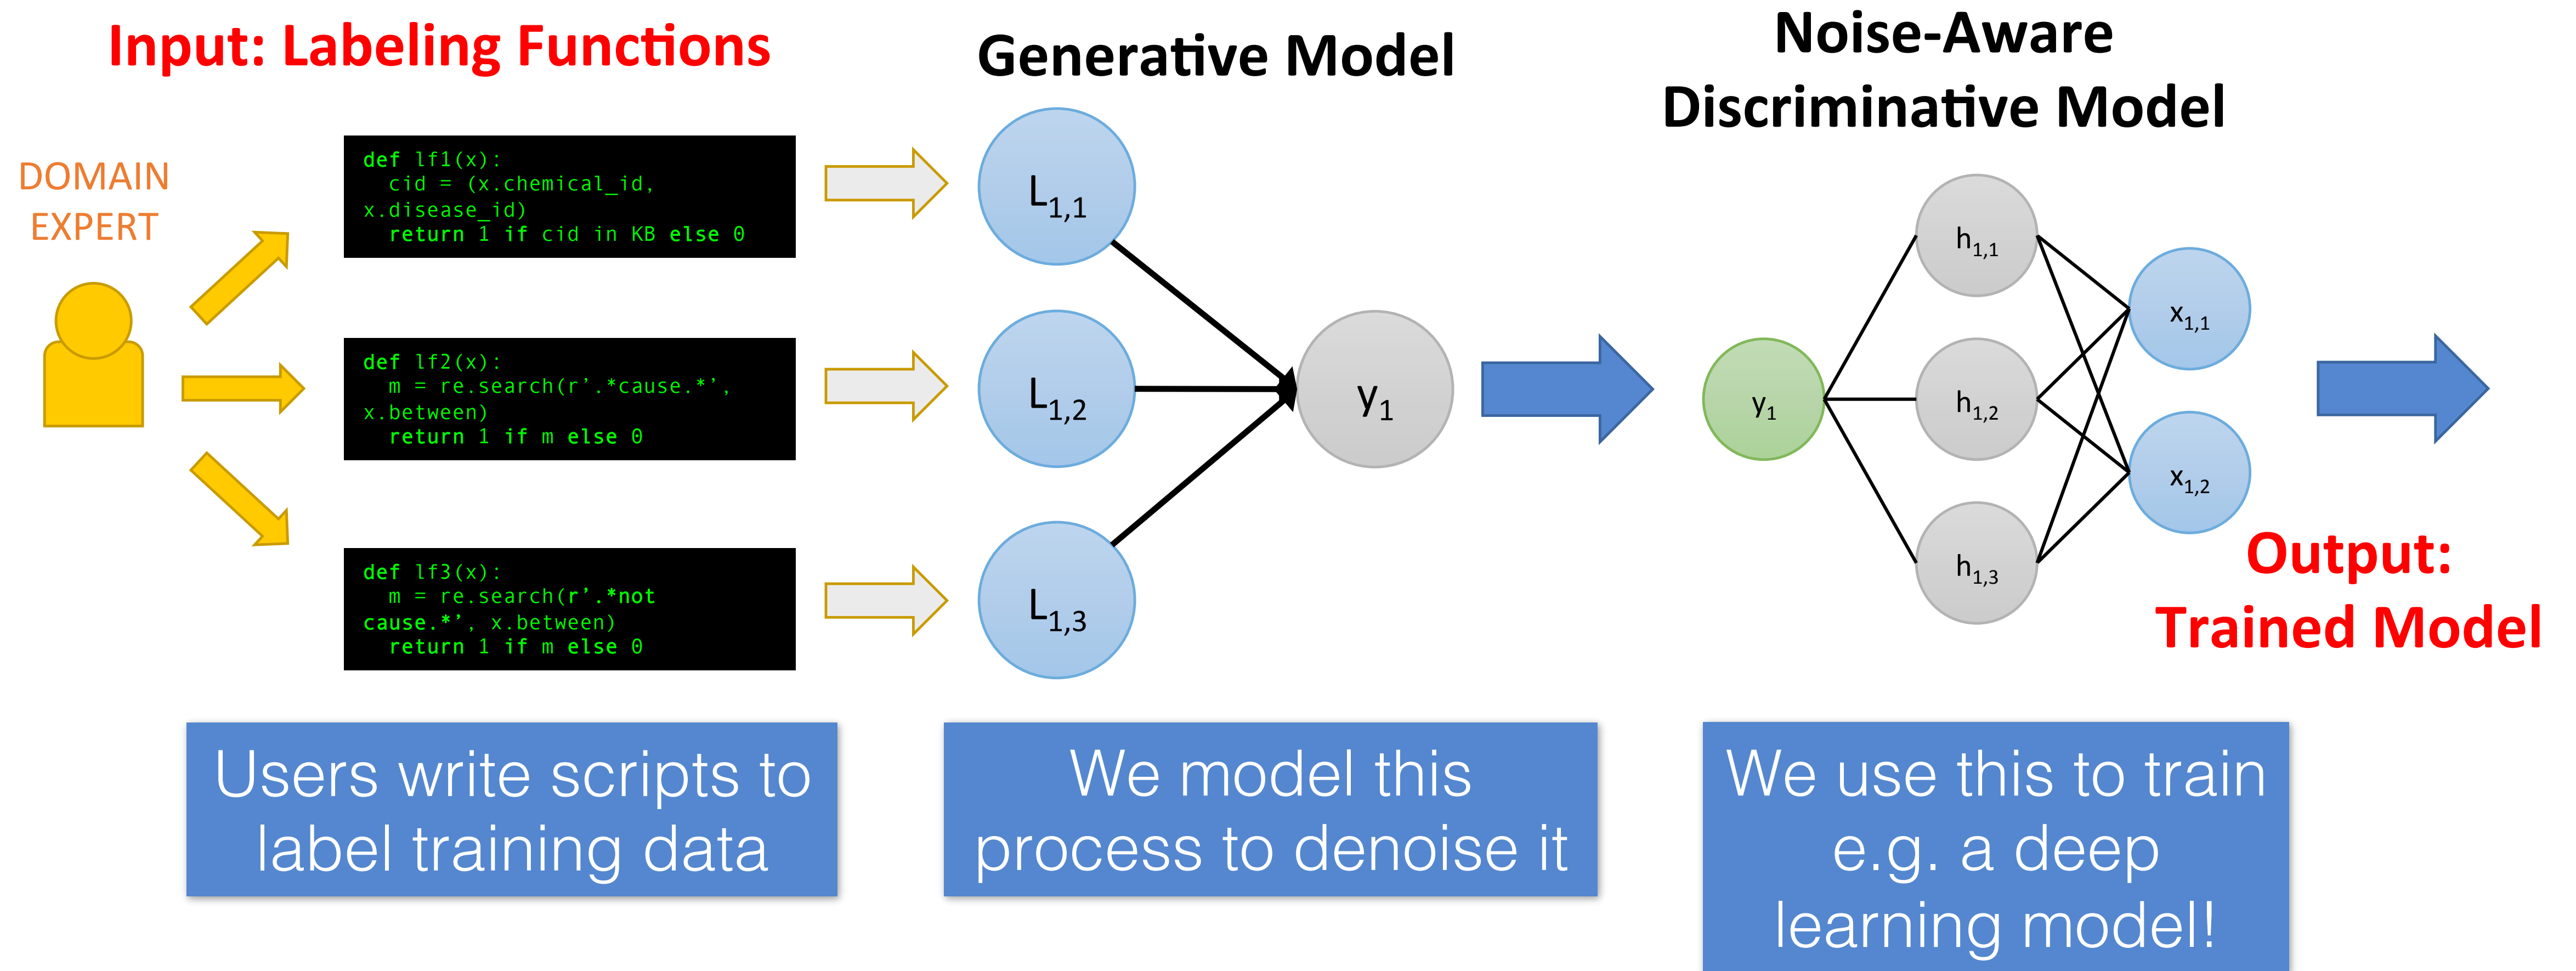 Input: Labeling Functions
DOMAIN
EXPERT
def lf1(x):
  cid = (x.chemical_id,
x.disease_id)
  return 1 if cid in KB else 0
def lf2(x):
  m = re.search(r’.*cause.*’,
x.between)
  return 1 if m else 0
def lf3(x):
  m = re.search(r’.*not
cause.*’, x.between)
  return 1 if m else 0
Users write scripts to
label training data
Generative Model
L1,1
L1,2
L1,3
y1
We model this
process to denoise it
Noise-Aware
Discriminative Model
y1
h1,1
h1,2
h1,3
x1,1
x1,2
Output:
Trained Model
We use this to train
e.g. a deep
learning model!